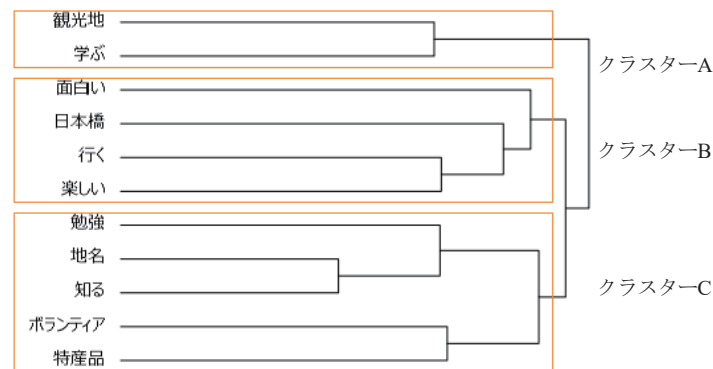 観光地
学ぶ
クラスターA
面白い
日本橋
クラスターB
行く
楽しい
勉強
地名
知る
クラスターC
ボランティア
特産品